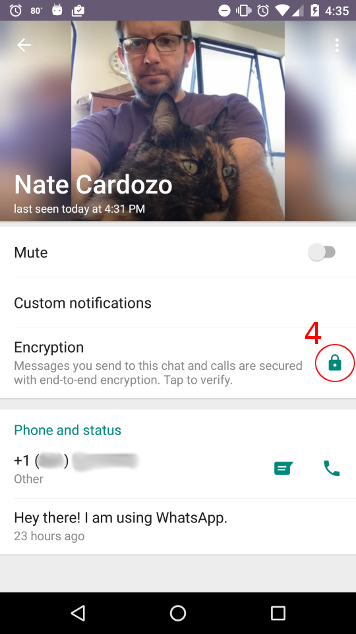 80° 4:35
Nate Cardozo
last seen today at 4:31 PM
Mute
Custom notifications
4
Encryption
Messages you send to this chat and calls are secured
with end-to-end encryption. Tap to verify.
Phone and status
+1 ( )
Other
Hey there! I am using WhatsApp.
23 hours ago